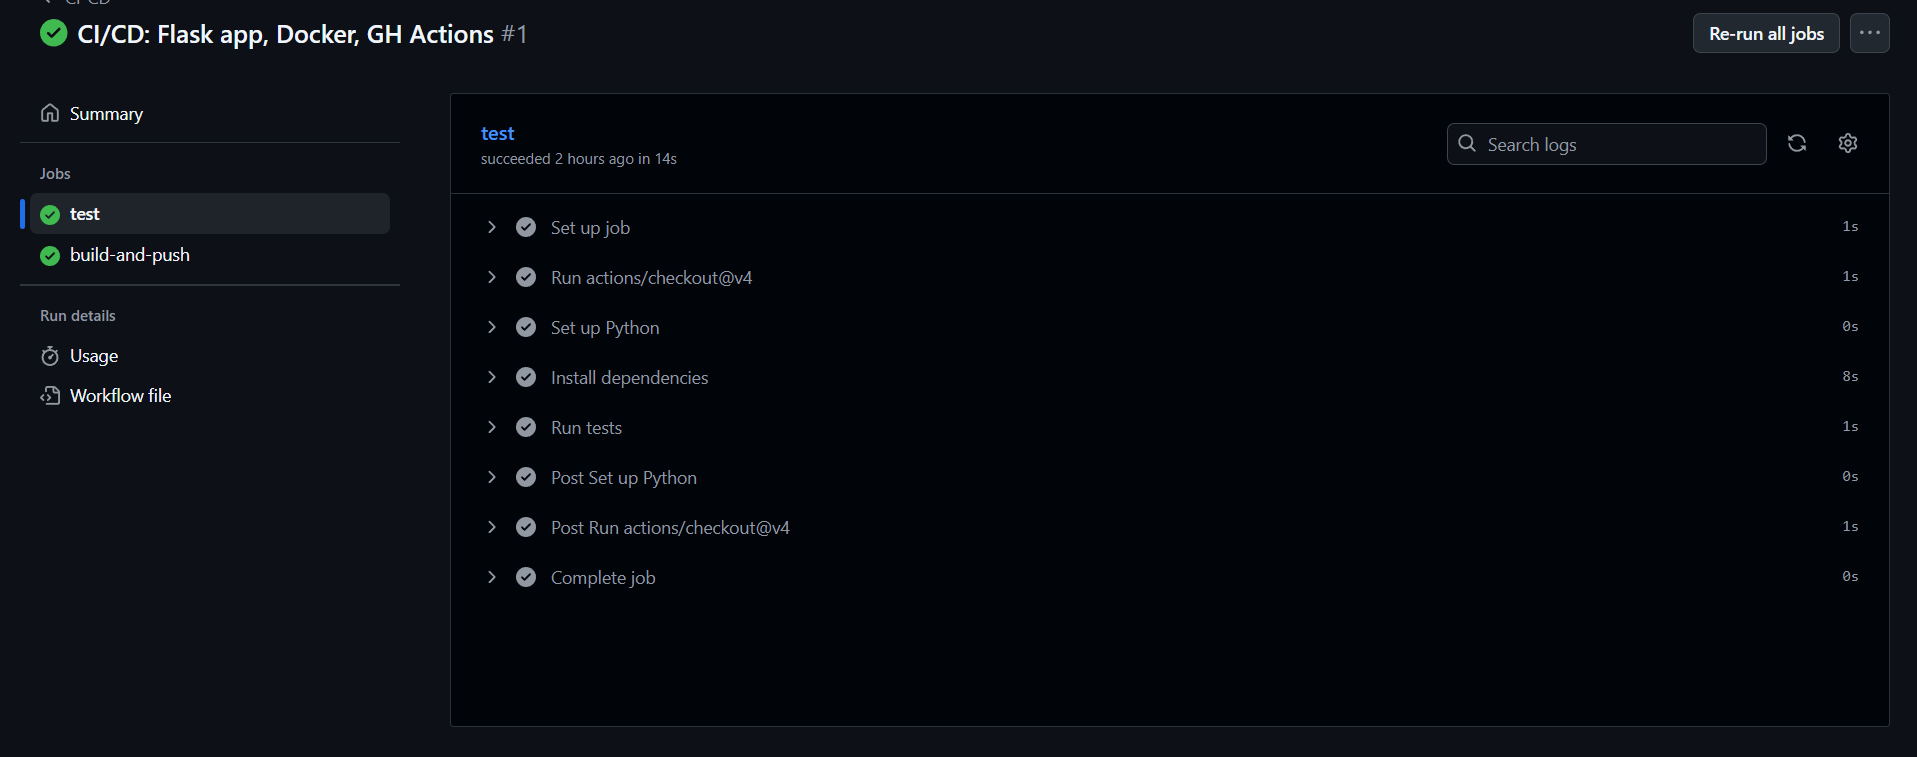 CI/CD: Flask app, Docker, GH Actions #1
Re-run all jobs
Summary
Jobs
test
build-and-push
Run details
Usage
Workflow file
test
succeeded 2 hours ago in 14s
Search logs
Set up job 1s
Run actions/checkout@v4 1s
Set up Python 0s
Install dependencies 8s
Run tests 1s
Post Set up Python 0s
Post Run actions/checkout@v4 1s
Complete job 0s